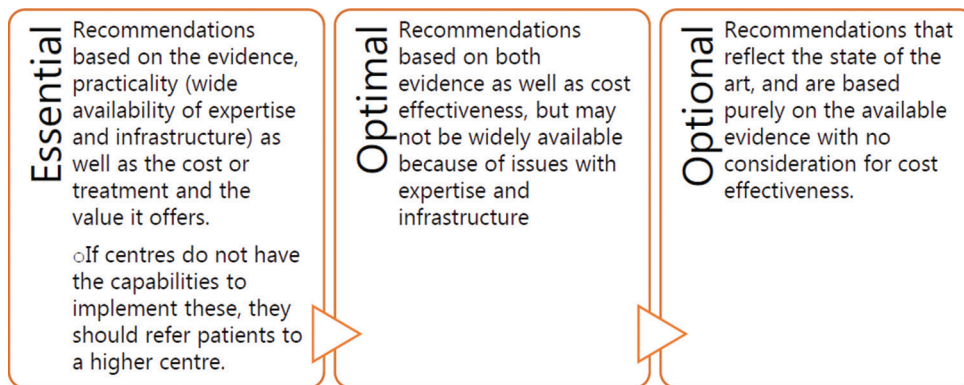 Essential
Recommendations
based on the evidence,
practicality (wide
availability of expertise
and infrastructure) as
well as the cost or
treatment and the
value it offers.
○If centres do not have
the capabilities to
implement these, they
should refer patients to
a higher centre.
Optimal
Recommendations
based on both
evidence as well as cost
effectiveness, but may
not be widely available
because of issues with
expertise and
infrastructure
Optional
Recommendations that
reflect the state of the
art, and are based
purely on the available
evidence with no
consideration for cost
effectiveness.